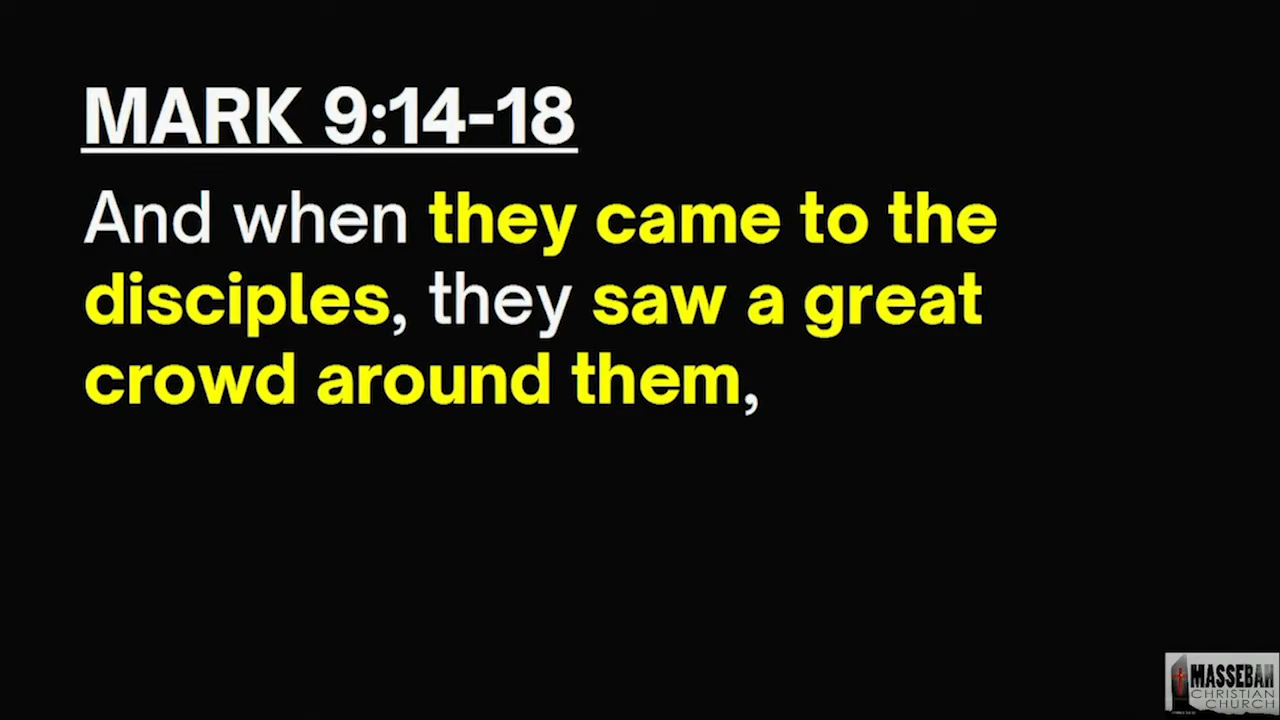 MARK 9:14-18
And when they came to the
disciples, they saw a great
crowd around them,
MASSEBAH
CHRISTIAN
CHURCH